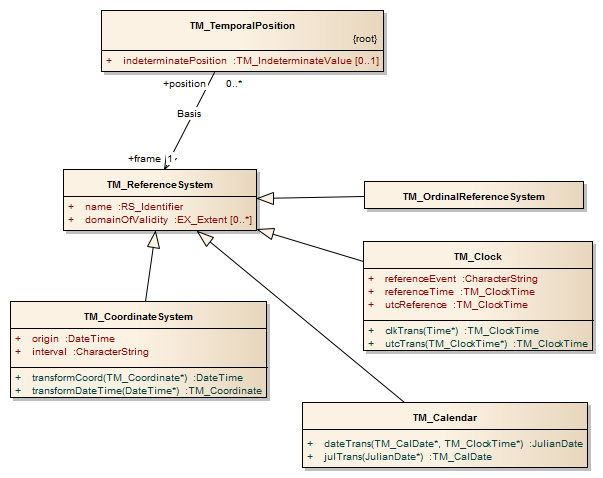 TM_TemporalPosition
{root}
+ indeterminatePosition :TM_IndeterminateValue [0..1]
+position 0..*
Basis
+frame 1
TM_ReferenceSystem
+ name :RS_Identifier
+ domainOfValidity :EX_Extent [0..*]
TM_OrdinalReferenceSystem
TM_Clock
+ referenceEvent :CharacterString
+ referenceTime :TM_ClockTime
+ utcReference :TM_ClockTime
+ clkTrans(Time*) :TM_ClockTime
+ utcTrans(TM_ClockTime*) :TM_ClockTime
TM_CoordinateSystem
+ origin :DateTime
+ interval :CharacterString
+ transformCoord(TM_Coordinate*) :DateTime
+ transformDateTime(DateTime*) :TM_Coordinate
TM_Calendar
+ dateTrans(TM_CalDate*, TM_ClockTime*) :JulianDate
+ julTrans(JulianDate*) :TM_CalDate